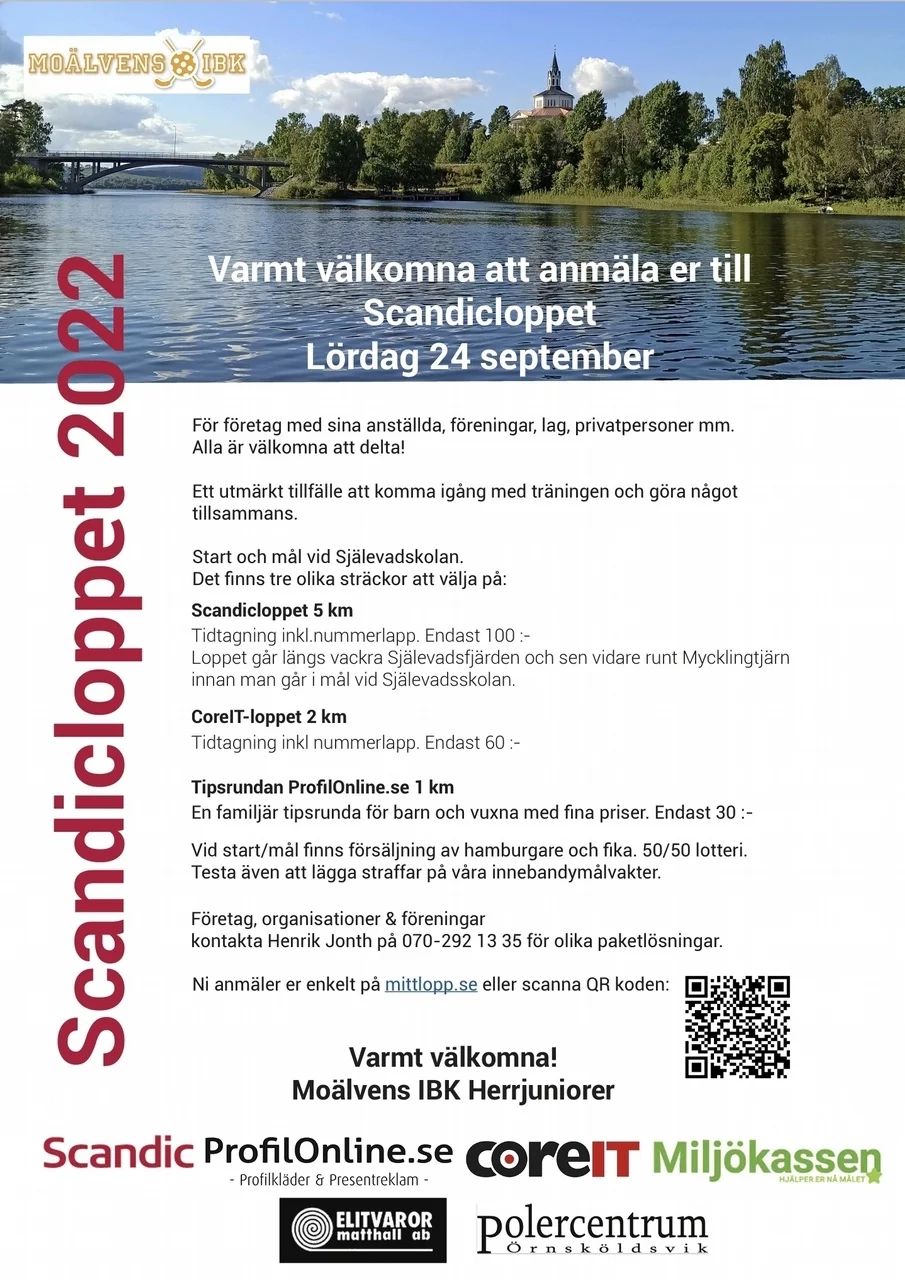 MOÄLVENS IBK
Varmt välkomna att anmäla er till
Scandicloppet
Lördag 24 september
Scandicloppet 2022
För företag med sina anställda, föreningar, lag, privatpersoner mm.
Alla är välkomna att delta!
Ett utmärkt tillfälle att komma igång med träningen och göra något
tillsammans.
Start och mål vid Själevadskolan.
Det finns tre olika sträckor att välja på:
Scandicloppet 5 km
Tidtagning inkl.nummerlapp. Endast 100 :-
Loppet går längs vackra Själevadsfjärden och sen vidare runt Mycklingtjärn
innan man går i mål vid Själevadsskolan.
CoreIT-loppet 2 km
Tidtagning inkl nummerlapp. Endast 60 :-
Tipsrundan ProfilOnline.se 1 km
En familjär tipsrunda för barn och vuxna med fina priser. Endast 30 :-
Vid start/mål finns försäljning av hamburgare och fika. 50/50 lotteri.
Testa även att lägga straffar på våra innebandymålvakter.
Företag, organisationer & föreningar
kontakta Henrik Jonth på 070-292 13 35 för olika paketlösningar.
Ni anmäler er enkelt på mittlopp.se eller scanna QR koden:
Varmt välkomna!
Moälvens IBK Herrjuniorer
Scandic ProfilOnline.se coreIT Miljökassen
- Profilkläder & Presentreklam - HJÄLPER ER NÅ MÅLET
ELITVAROR polercentrum
matthall ab Örnsköldsvik